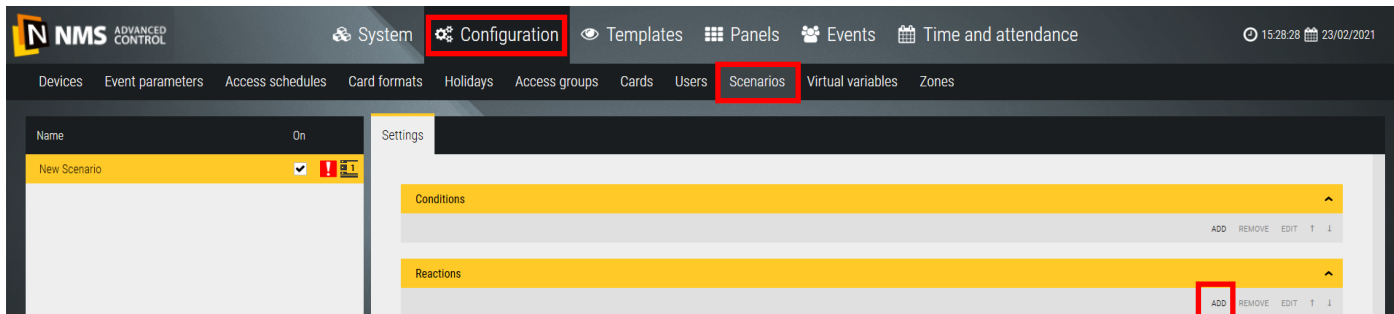 N NMS ADVANCED CONTROL System Configuration Templates Panels Events Time and attendance 15:28:28 23/02/2021
Devices Event parameters Access schedules Card formats Holidays Access groups Cards Users Scenarios Virtual variables Zones
Name On Settings
New Scenario ! 1
Conditions
ADD REMOVE EDIT ↑ ↓
Reactions
ADD REMOVE EDIT ↑ ↓